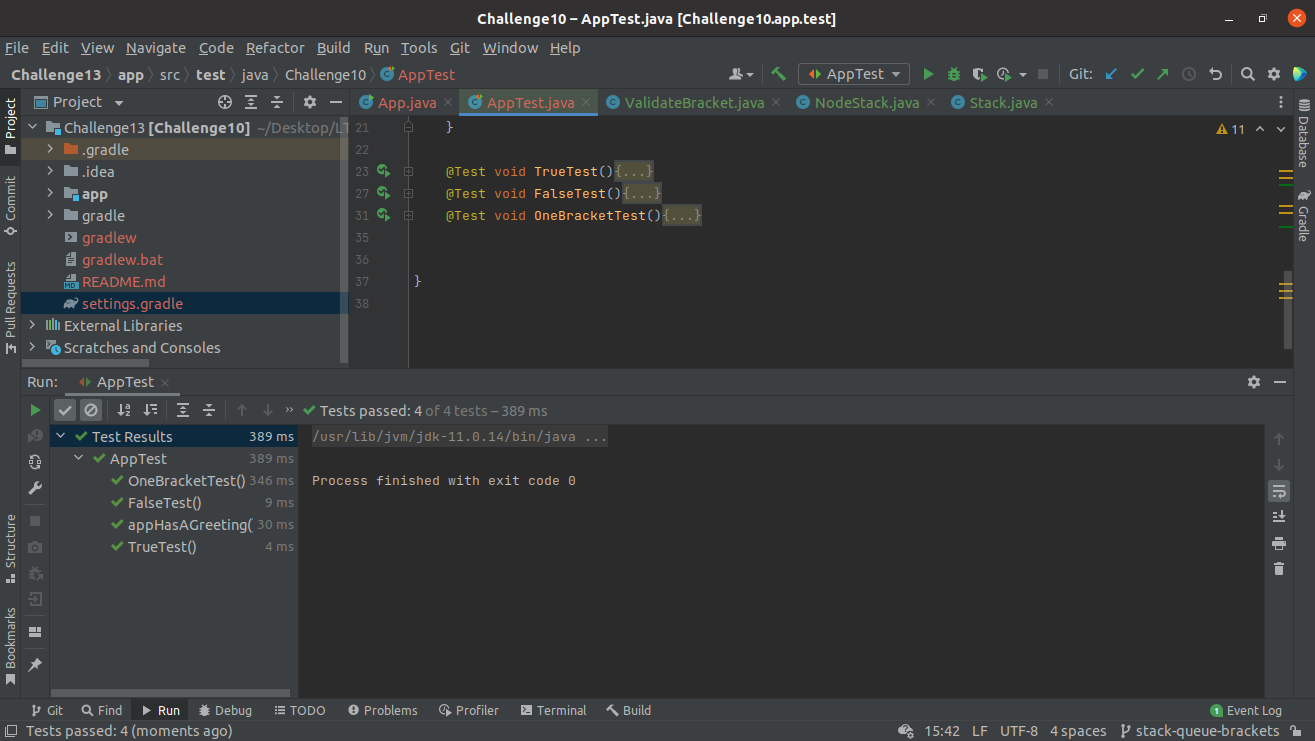 Challenge10 – AppTest.java [Challenge10.app.test]
File Edit View Navigate Code Refactor Build Run Tools Git Window Help
Challenge13 app src test java Challenge10 AppTest
AppTest Git:
Project
App.java AppTest.java ValidateBracket.java NodeStack.java Stack.java
Challenge13 [Challenge10] ~/Desktop/LT
.gradle
.idea
app
gradle
gradlew
gradlew.bat
README.md
settings.gradle
External Libraries
Scratches and Consoles
21 }
11
22
23 @Test void TrueTest(){...}
27 @Test void FalseTest(){...}
31 @Test void OneBracketTest(){...}
35
36
37 }
38
Project
Commit
Pull Requests
Structure
Bookmarks
Database
Gradle
Run: AppTest
Tests passed: 4 of 4 tests – 389 ms
Test Results 389 ms
AppTest 389 ms
OneBracketTest() 346 ms
FalseTest() 9 ms
appHasAGreeting( 30 ms
TrueTest() 4 ms
/usr/lib/jvm/jdk-11.0.14/bin/java ...
Process finished with exit code 0
Git Find Run Debug TODO Problems Profiler Terminal Build 1 Event Log
Tests passed: 4 (moments ago) 15:42 LF UTF-8 4 spaces stack-queue-brackets